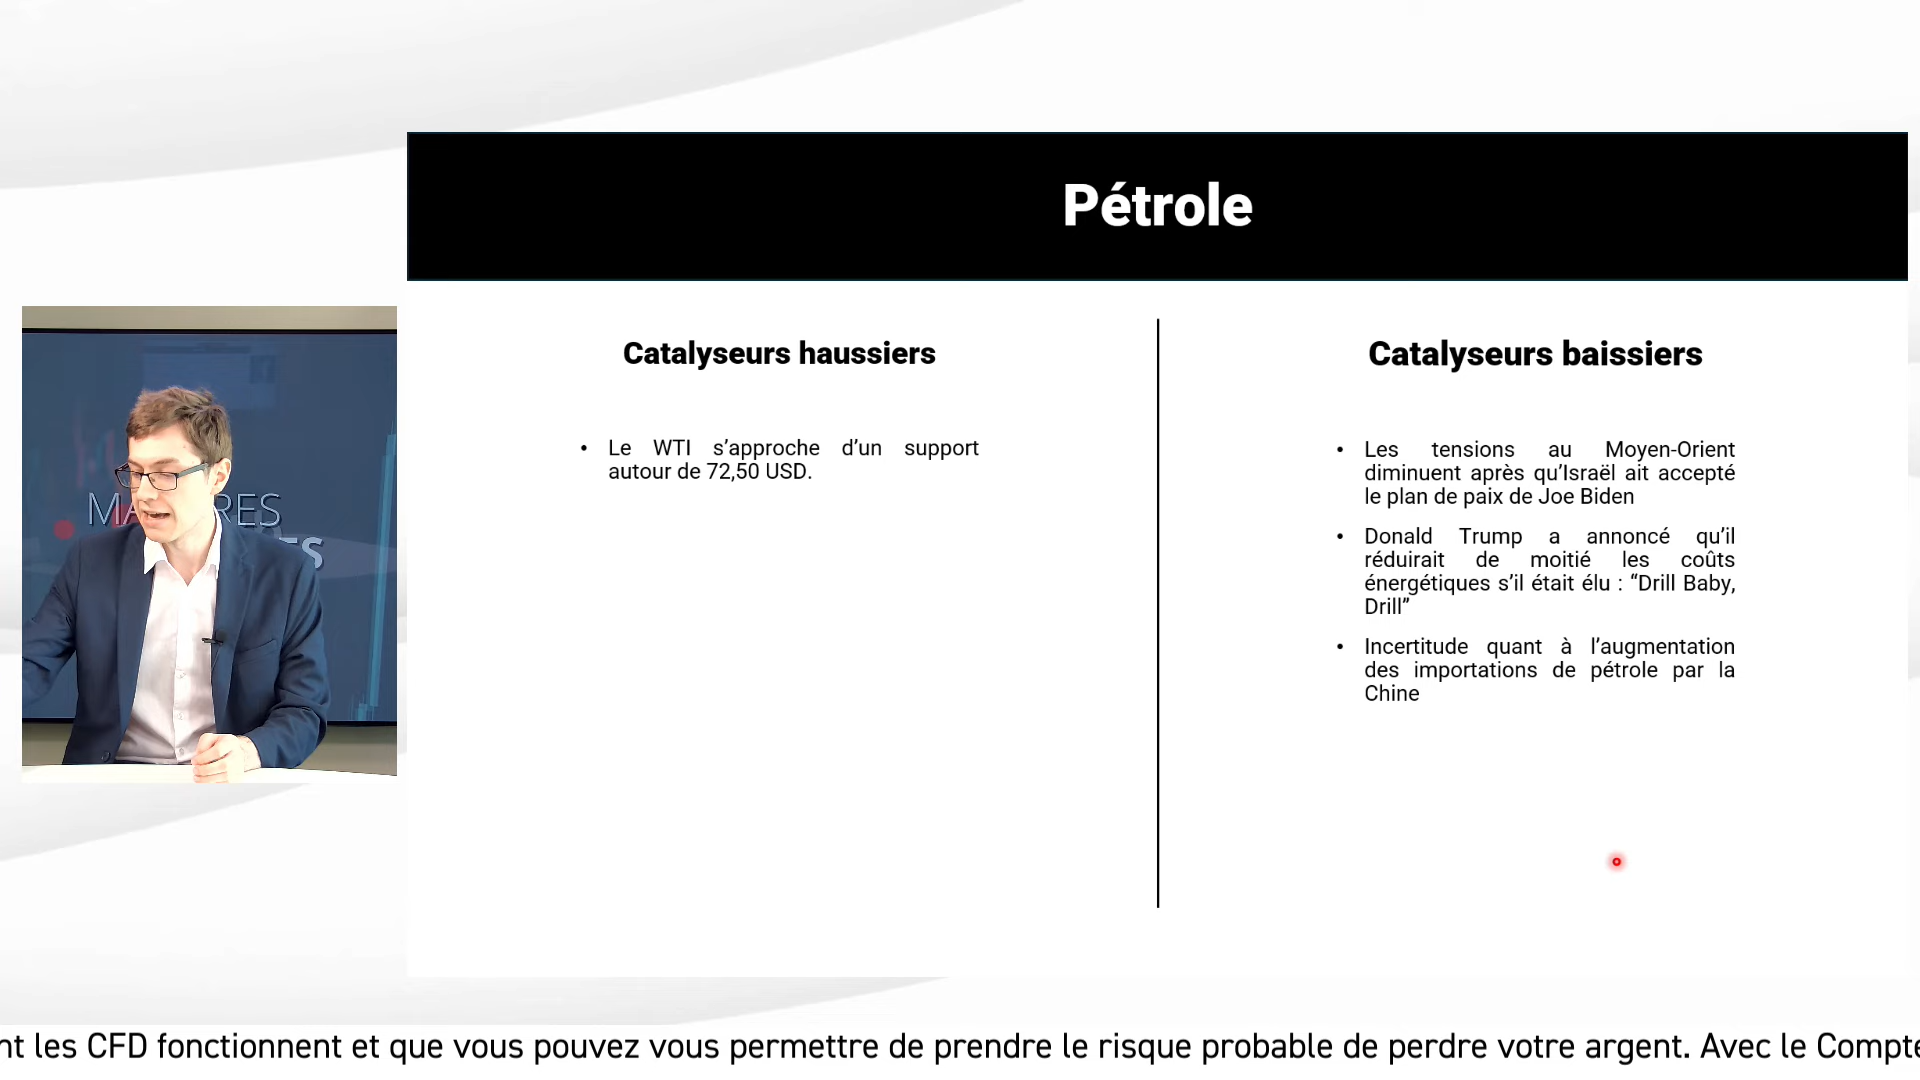 Pétrole
Catalyseurs haussiers
• Le WTI s’approche d’un support
autour de 72,50 USD.
Catalyseurs baissiers
• Les tensions au Moyen-Orient
diminuent après qu’Israël ait accepté
le plan de paix de Joe Biden
• Donald Trump a annoncé qu’il
réduirait de moitié les coûts
énergétiques s’il était élu : “Drill Baby,
Drill”
• Incertitude quant à l’augmentation
des importations de pétrole par la
Chine
les CFD fonctionnent et que vous pouvez vous permettre de prendre le risque probable de perdre votre argent. Avec le